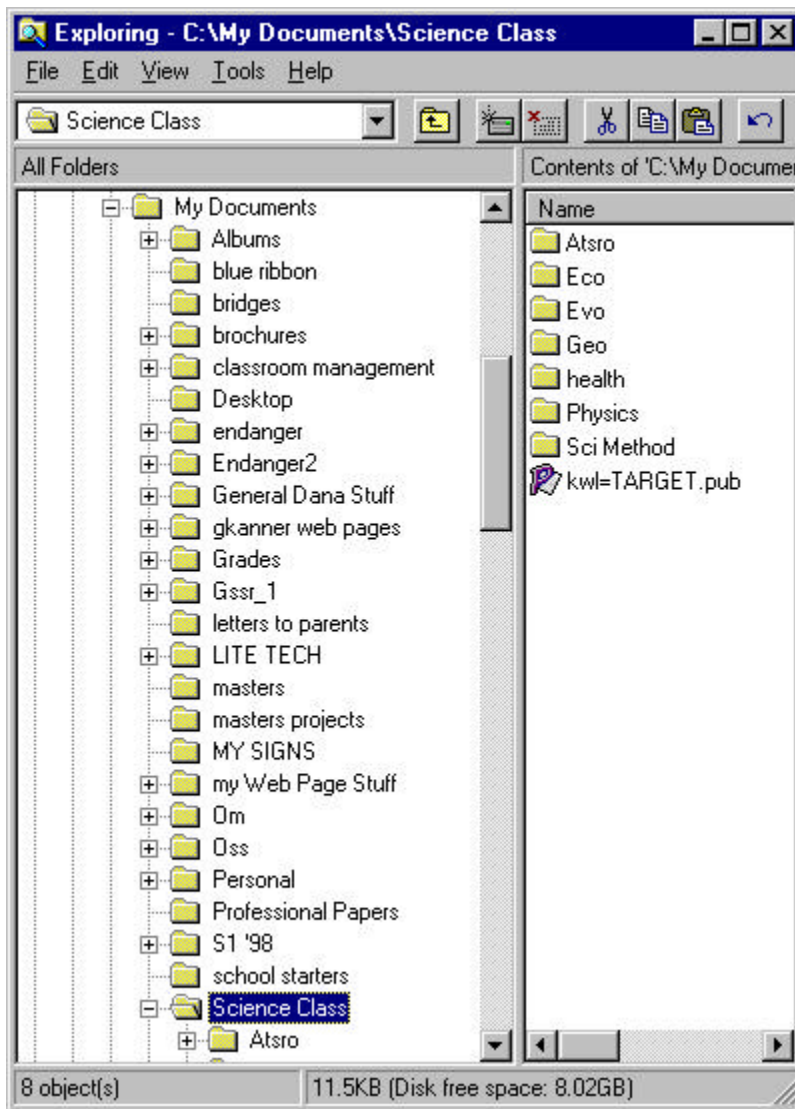 Exploring - C:\My Documents\Science Class
File Edit View Tools Help
Science Class
All Folders
Contents of 'C:\My Documer
My Documents
Albums
blue ribbon
bridges
brochures
classroom management
Desktop
endanger
Endanger2
General Dana Stuff
gkanner web pages
Grades
Gssr_1
letters to parents
LITE TECH
masters
masters projects
MY SIGNS
my Web Page Stuff
Om
Oss
Personal
Professional Papers
S1 '98
school starters
Science Class
Atsro
Name
Atsro
Eco
Evo
Geo
health
Physics
Sci Method
kwl=TARGET.pub
8 object(s)
11.5KB (Disk free space: 8.02GB)